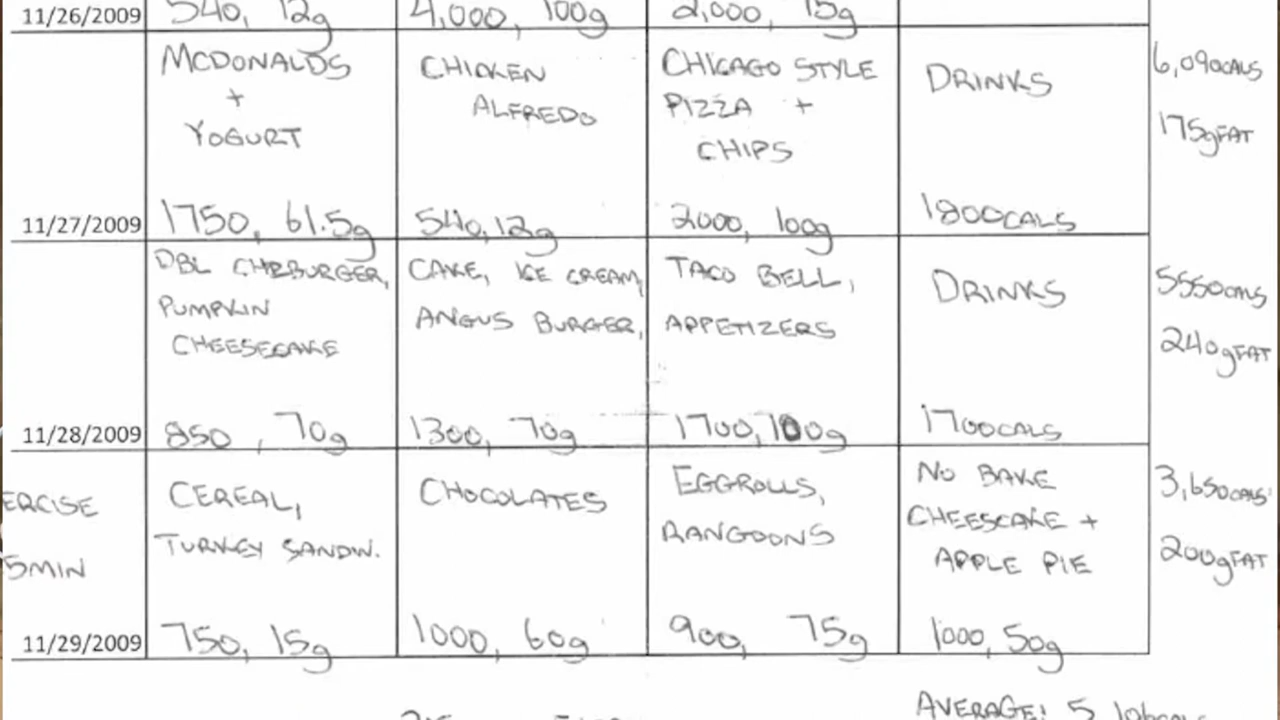 11/26/2009 540, 12g 4,000, 100g 2,000, 15g
MCDONALDS
+
YOGURT
1750, 61.5g
CHICKEN
ALFREDO
540, 12g
CHICAGO STYLE
PIZZA +
CHIPS
2000, 100g
DRINKS
1800CALS
6,090CALS
175gFAT
11/27/2009
DBL CHZBURGER,
PUMPKIN
CHEESECAKE
850, 70g
CAKE, ICE CREAM,
ANGUS BURGER,
1300, 70g
TACO BELL,
APPETIZERS
1700, 100g
DRINKS
1700CALS
5550CALS
240gFAT
11/28/2009
ERCISE
5MIN
CEREAL,
TURKEY SANDW.
750, 15g
CHOCOLATES
1000, 60g
EGGROLLS,
RANGOONS
900, 75g
NO BAKE
CHEESCAKE +
APPLE PIE
1000, 50g
3,650CALS
200gFAT
11/29/2009
AVERAGE: 5